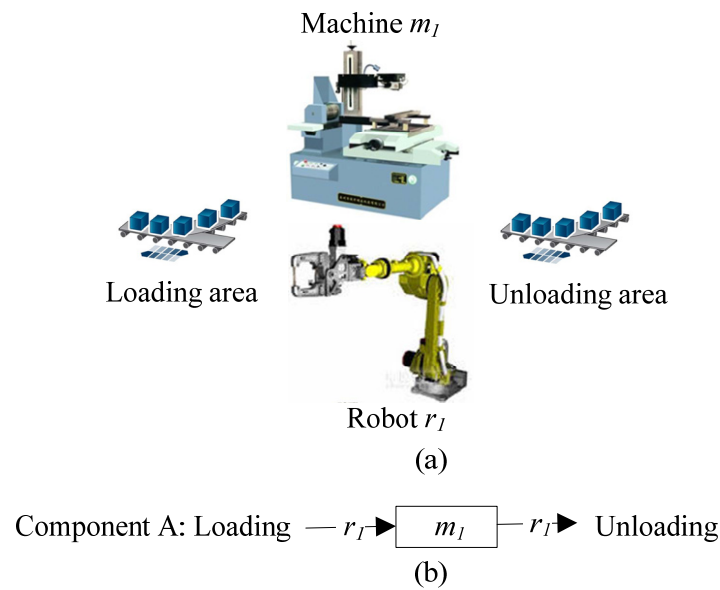 Machine m₁
Loading area
Unloading area
Robot r₁
(a)
Component A: Loading r₁ m₁ r₁ Unloading
(b)